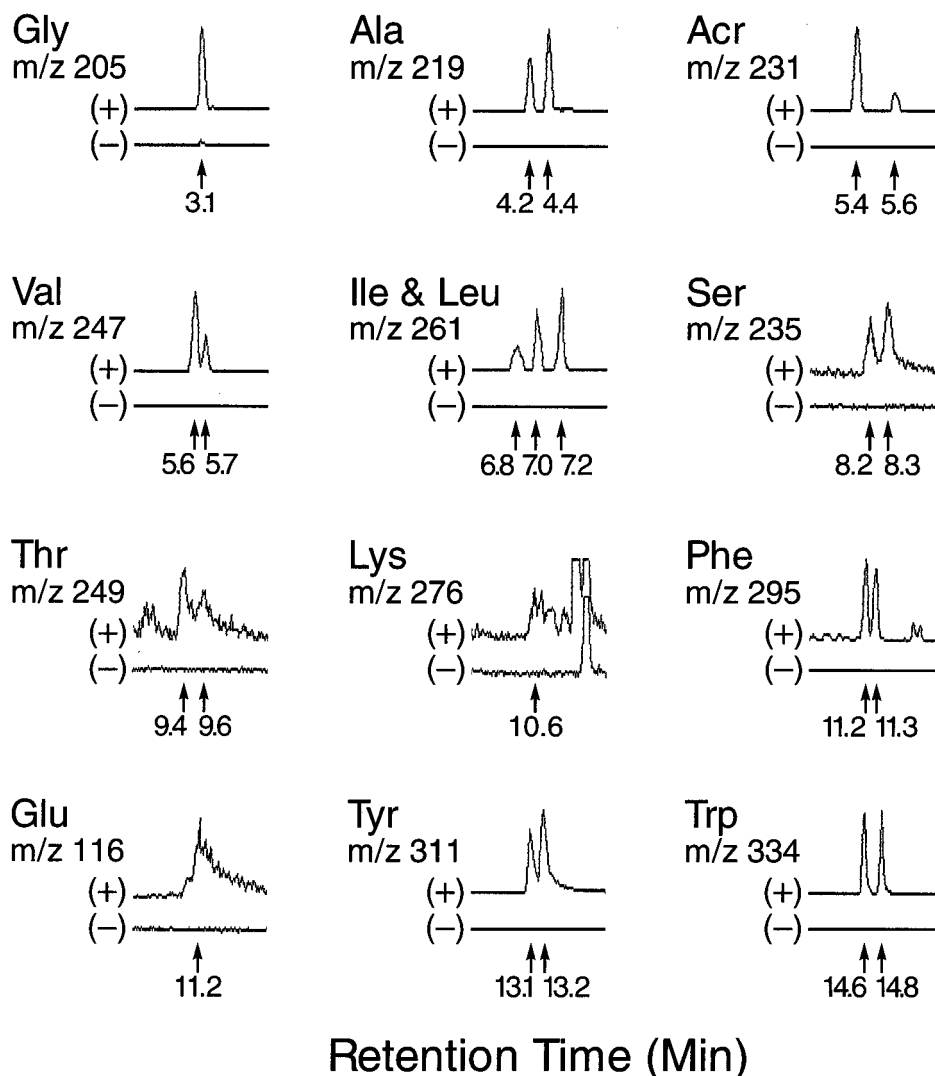 Gly
m/z 205
(+)
(−)
3.1
Ala
m/z 219
(+)
(−)
4.2 4.4
Acr
m/z 231
(+)
(−)
5.4 5.6
Val
m/z 247
(+)
(−)
5.6 5.7
Ile & Leu
m/z 261
(+)
(−)
6.8 7.0 7.2
Ser
m/z 235
(+)
(−)
8.2 8.3
Thr
m/z 249
(+)
(−)
9.4 9.6
Lys
m/z 276
(+)
(−)
10.6
Phe
m/z 295
(+)
(−)
11.2 11.3
Glu
m/z 116
(+)
(−)
11.2
Tyr
m/z 311
(+)
(−)
13.1 13.2
Trp
m/z 334
(+)
(−)
14.6 14.8
Retention Time (Min)